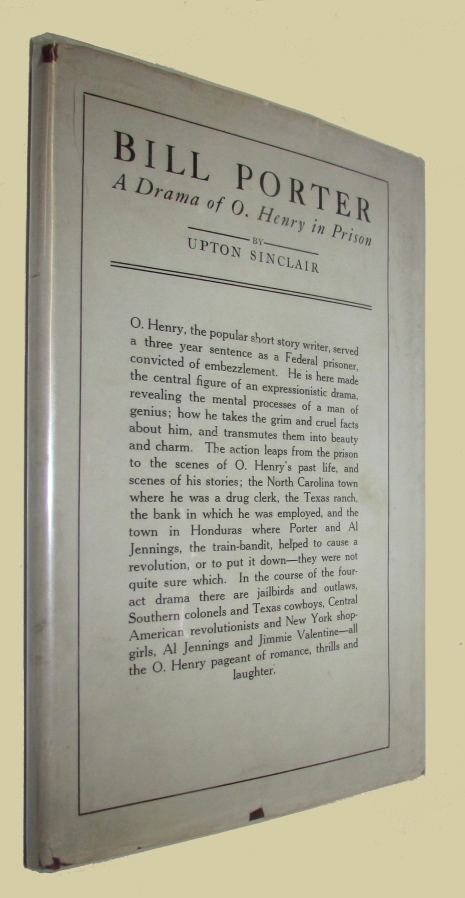 BILL PORTER
A Drama of O. Henry in Prison
BY
UPTON SINCLAIR
O. Henry, the popular short story writer, served
a three year sentence as a Federal prisoner,
convicted of embezzlement. He is here made
the central figure of an expressionistic drama,
revealing the mental processes of a man of
genius; how he takes the grim and cruel facts
about him, and transmutes them into beauty
and charm. The action leaps from the prison
to the scenes of O. Henry's past life, and
scenes of his stories; the North Carolina town
where he was a drug clerk, the Texas ranch,
the bank in which he was employed, and the
town in Honduras where Porter and Al
Jennings, the train-bandit, helped to cause a
revolution, or to put it down—they were not
quite sure which. In the course of the four-
act drama there are jailbirds and outlaws,
Southern colonels and Texas cowboys, Central
American revolutionists and New York shop-
girls, Al Jennings and Jimmie Valentine—all
the O. Henry pageant of romance, thrills and
laughter.